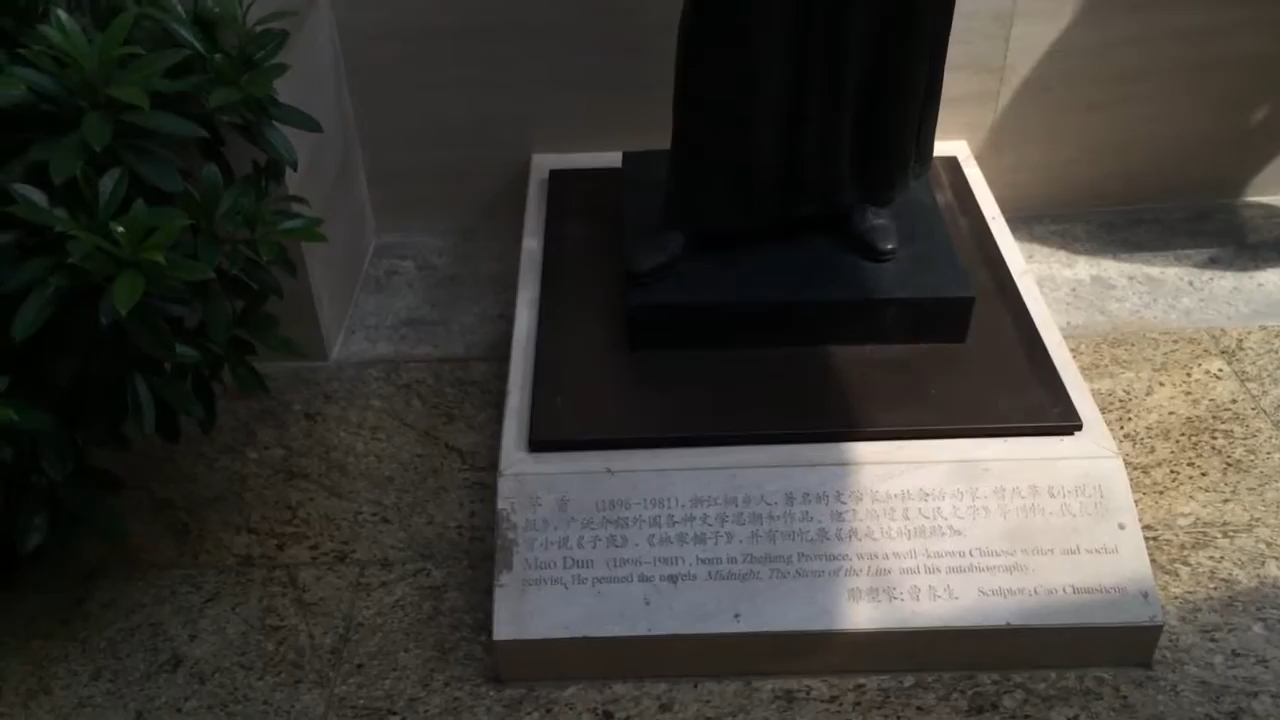 茅 盾 (1896-1981), 浙江桐乡人, 著名的文学家和社会活动家, 曾改革《小说月
报》, 广泛介绍外国各种文学思潮和作品。他主编过《人民文学》等刊物, 代表作
有小说《子夜》、《林家铺子》, 并有回忆录《我走过的道路》。
Mao Dun (1896-1981), born in Zhejiang Province, was a well-known Chinese writer and social
activist. He penned the novels Midnight, The Store of the Lins and his autobiography.
雕塑家: 曹春生 Sculptor: Cao Chunsheng